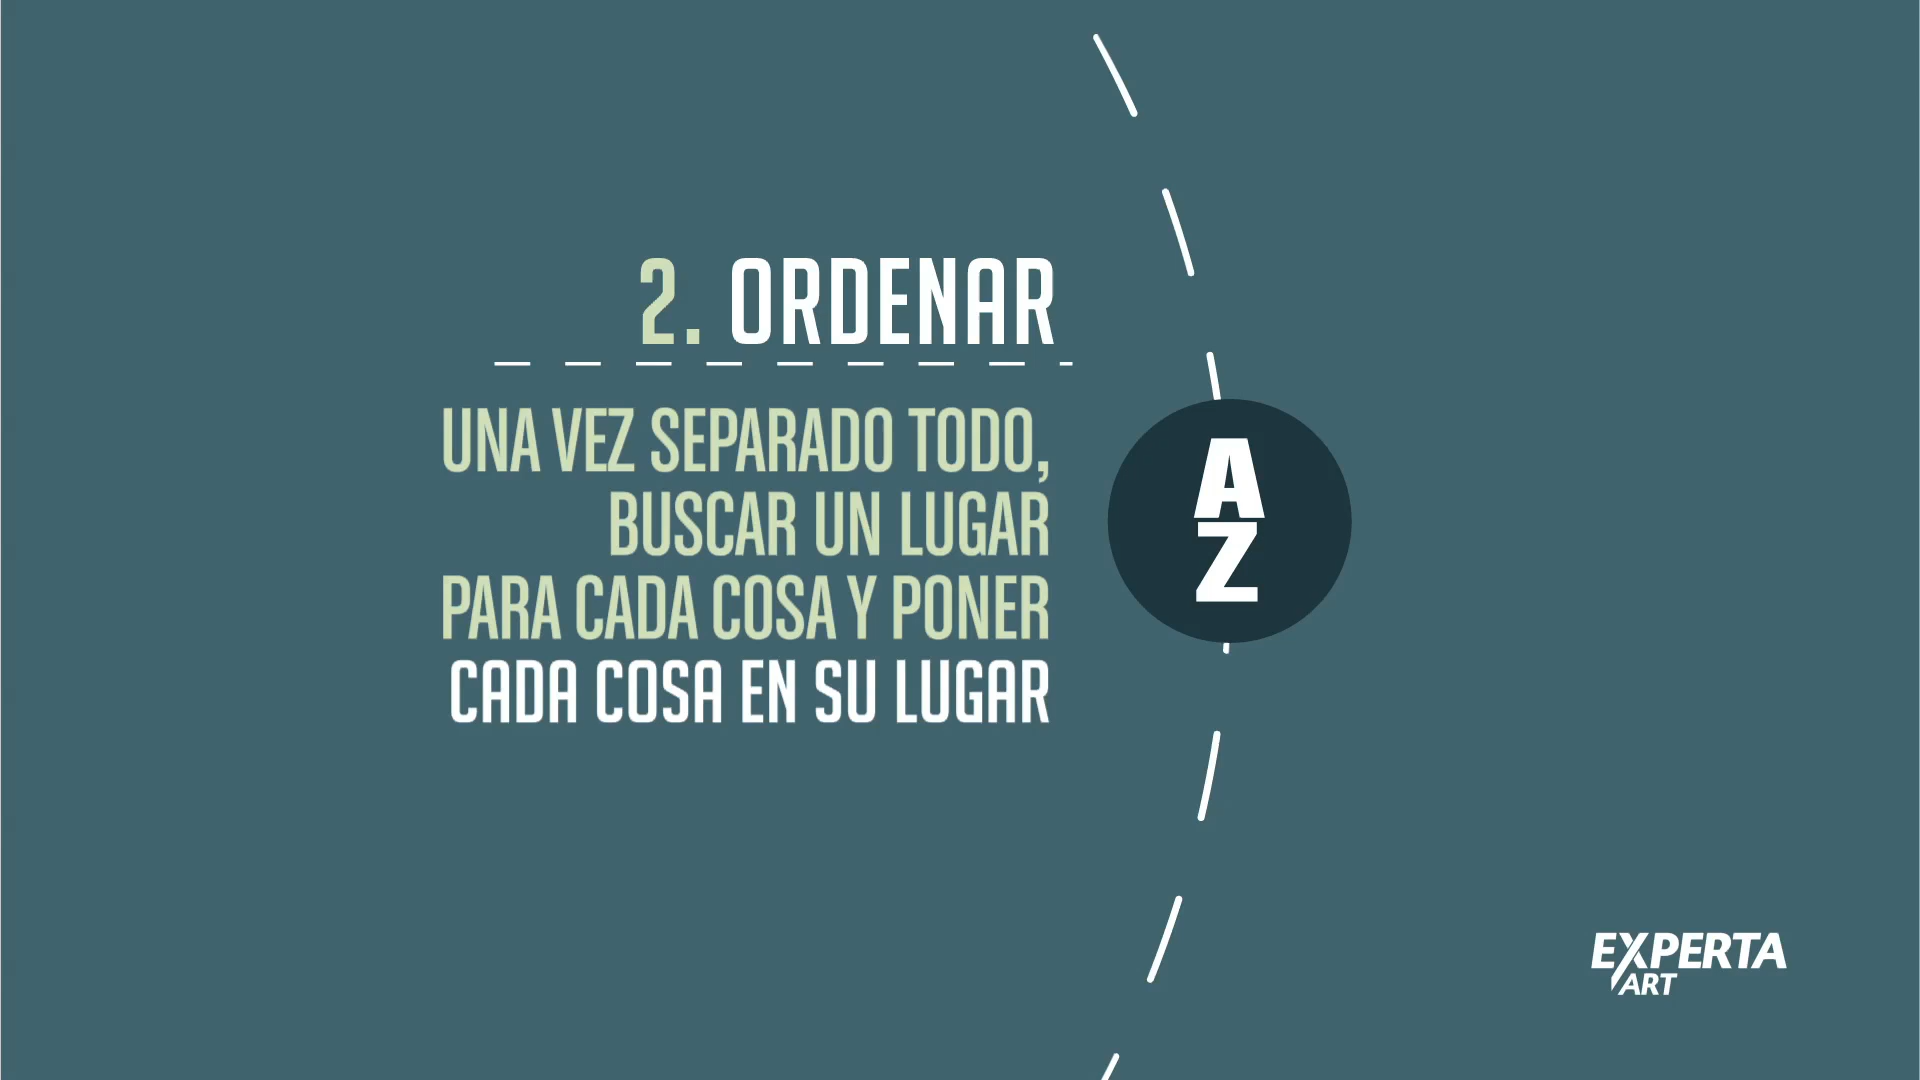 2. ORDENAR
UNA VEZ SEPARADO TODO,
BUSCAR UN LUGAR
PARA CADA COSA Y PONER
CADA COSA EN SU LUGAR
A
Z
EXPERTA
ART